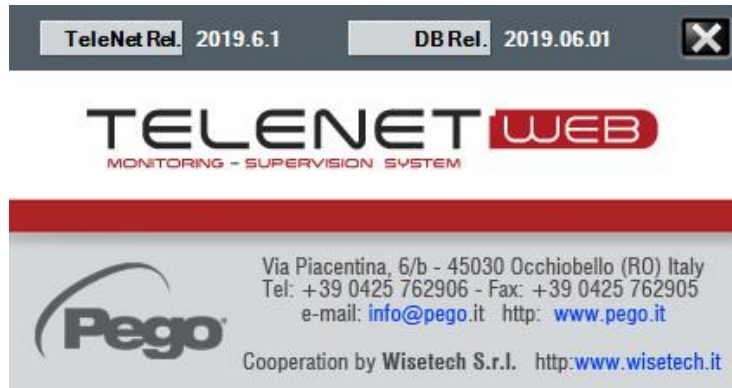 TeleNet Rel. 2019.6.1 DB Rel. 2019.06.01
TELENET WEB
MONITORING - SUPERVISION SYSTEM
Via Piacentina, 6/b - 45030 Occhiobello (RO) Italy
Tel: +39 0425 762906 - Fax: +39 0425 762905
e-mail: info@pego.it http: www.pego.it
Pego
Cooperation by Wisetech S.r.l. http:www.wisetech.it